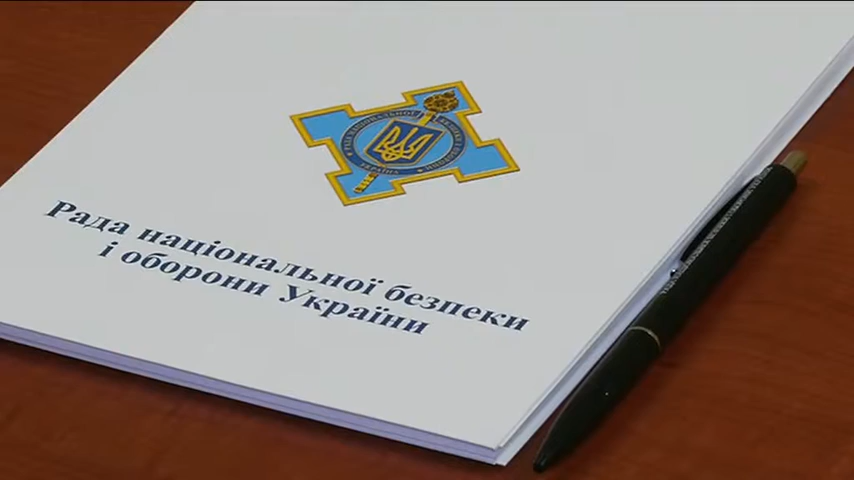 Рада національної безпеки
і оборони України